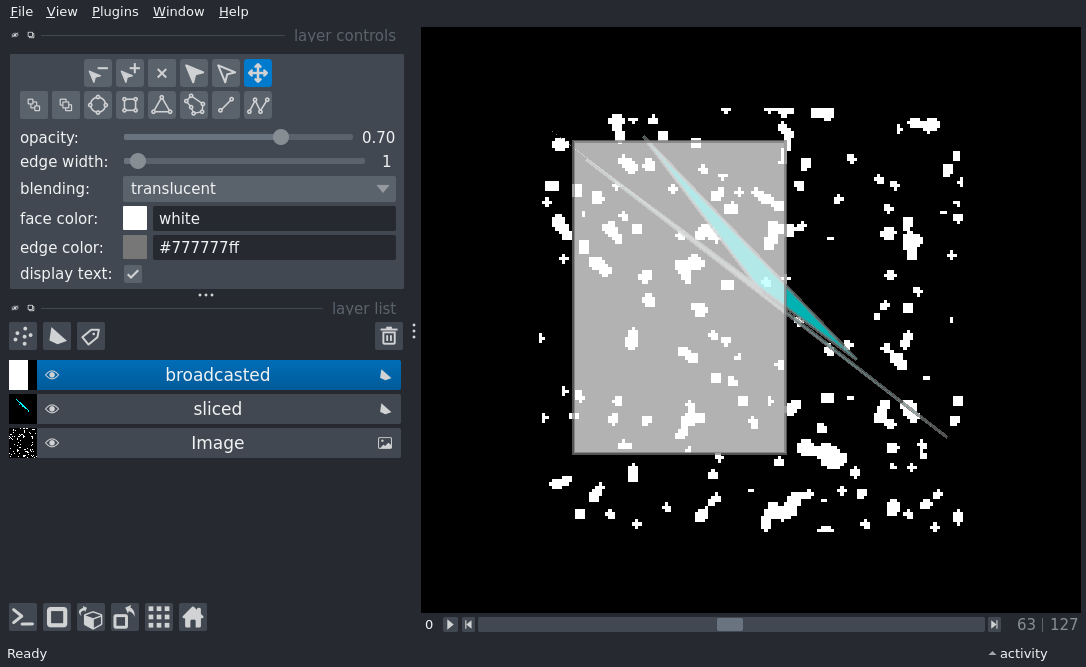 File View Plugins Window Help
layer controls
opacity: 0.70
edge width: 1
blending: translucent
face color: white
edge color: #777777ff
display text:
layer list
broadcasted
sliced
Image
0 63 | 127
Ready activity